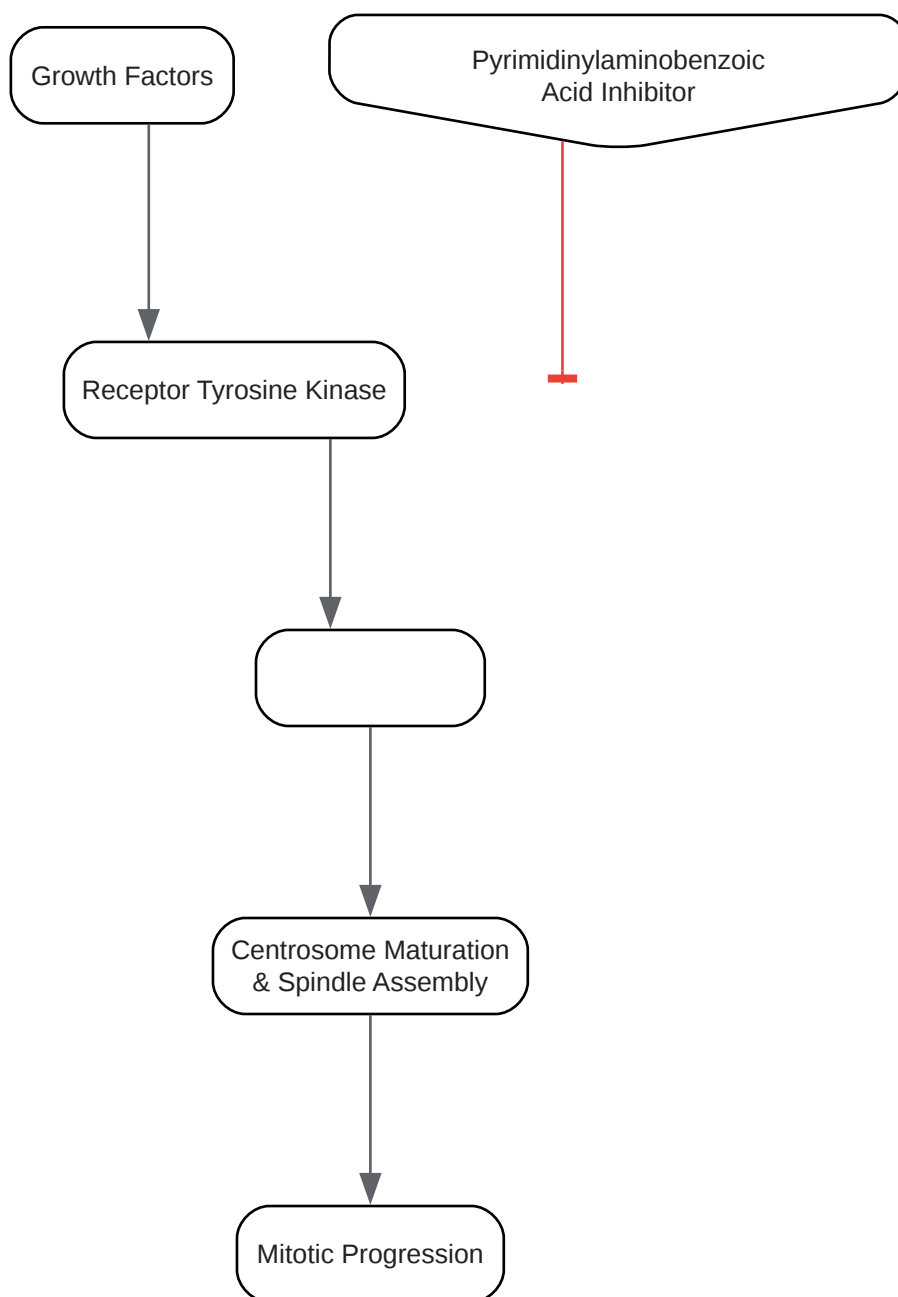 Growth Factors
Pyrimidinylaminobenzoic
Acid Inhibitor
Receptor Tyrosine Kinase
Centrosome Maturation
& Spindle Assembly
Mitotic Progression